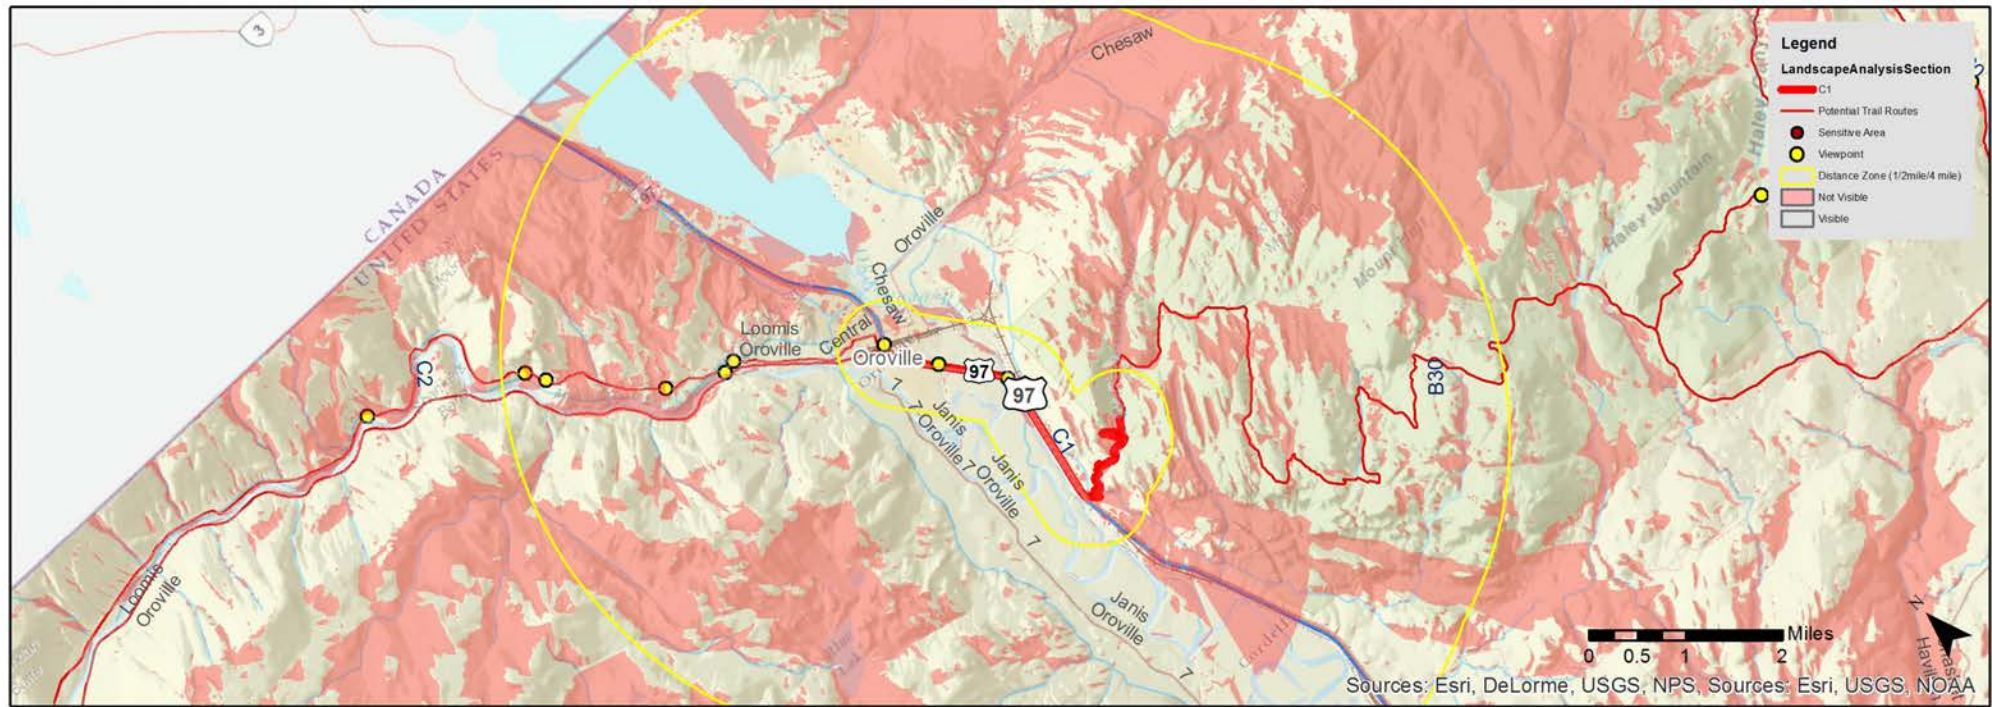 3
Chesaw
CANADA
UNITED STATES
Oroville
Chesaw
Central
Loomis
Oroville
Oroville
97
97
C2
C1
B30
7
Janis
7
Oroville
7
Janis
Oroville
7
Janis
Oroville
7
Loomis
Oroville
Haley Mountain
Legend
LandscapeAnalysisSection
C1
Potential Trail Routes
Sensitive Area
Viewpoint
Distance Zone (1/2mile/4 mile)
Not Visible
Visible
N
Miles
0 0.5 1 2
Sources: Esri, DeLorme, USGS, NPS, Sources: Esri, USGS, NOAA